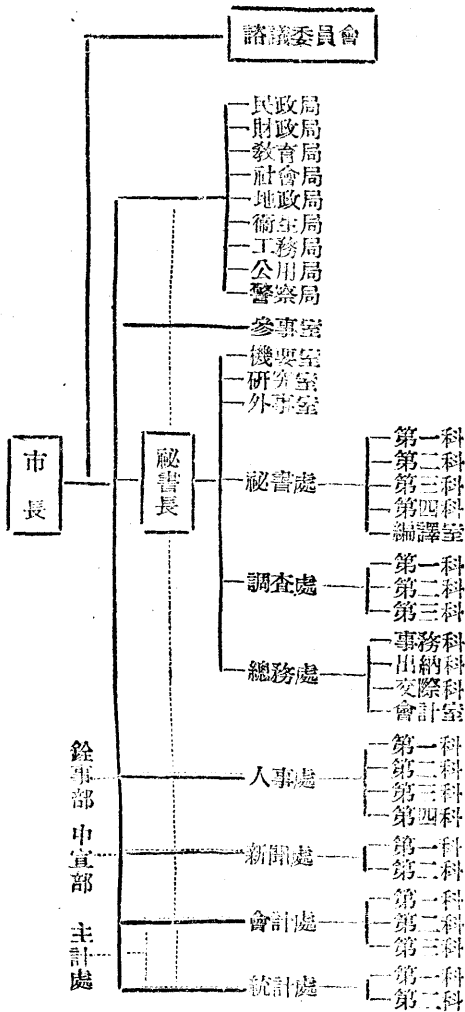 諮議委員會
民政局
財政局
教育局
社會局
地政局
衞生局
工務局
公用局
警察局
參事室
機要室
研究室
外事室
市長
祕書長
祕書處
第一科
第二科
第三科
第四科
編譯室
調查處
第一科
第二科
第三科
總務處
事務科
出納科
交際科
會計室
銓事部
人事處
第一科
第二科
第三科
第四科
中宣部
新聞處
第一科
第二科
主計處
會計處
第一科
第二科
第三科
統計處
第一科
第二科